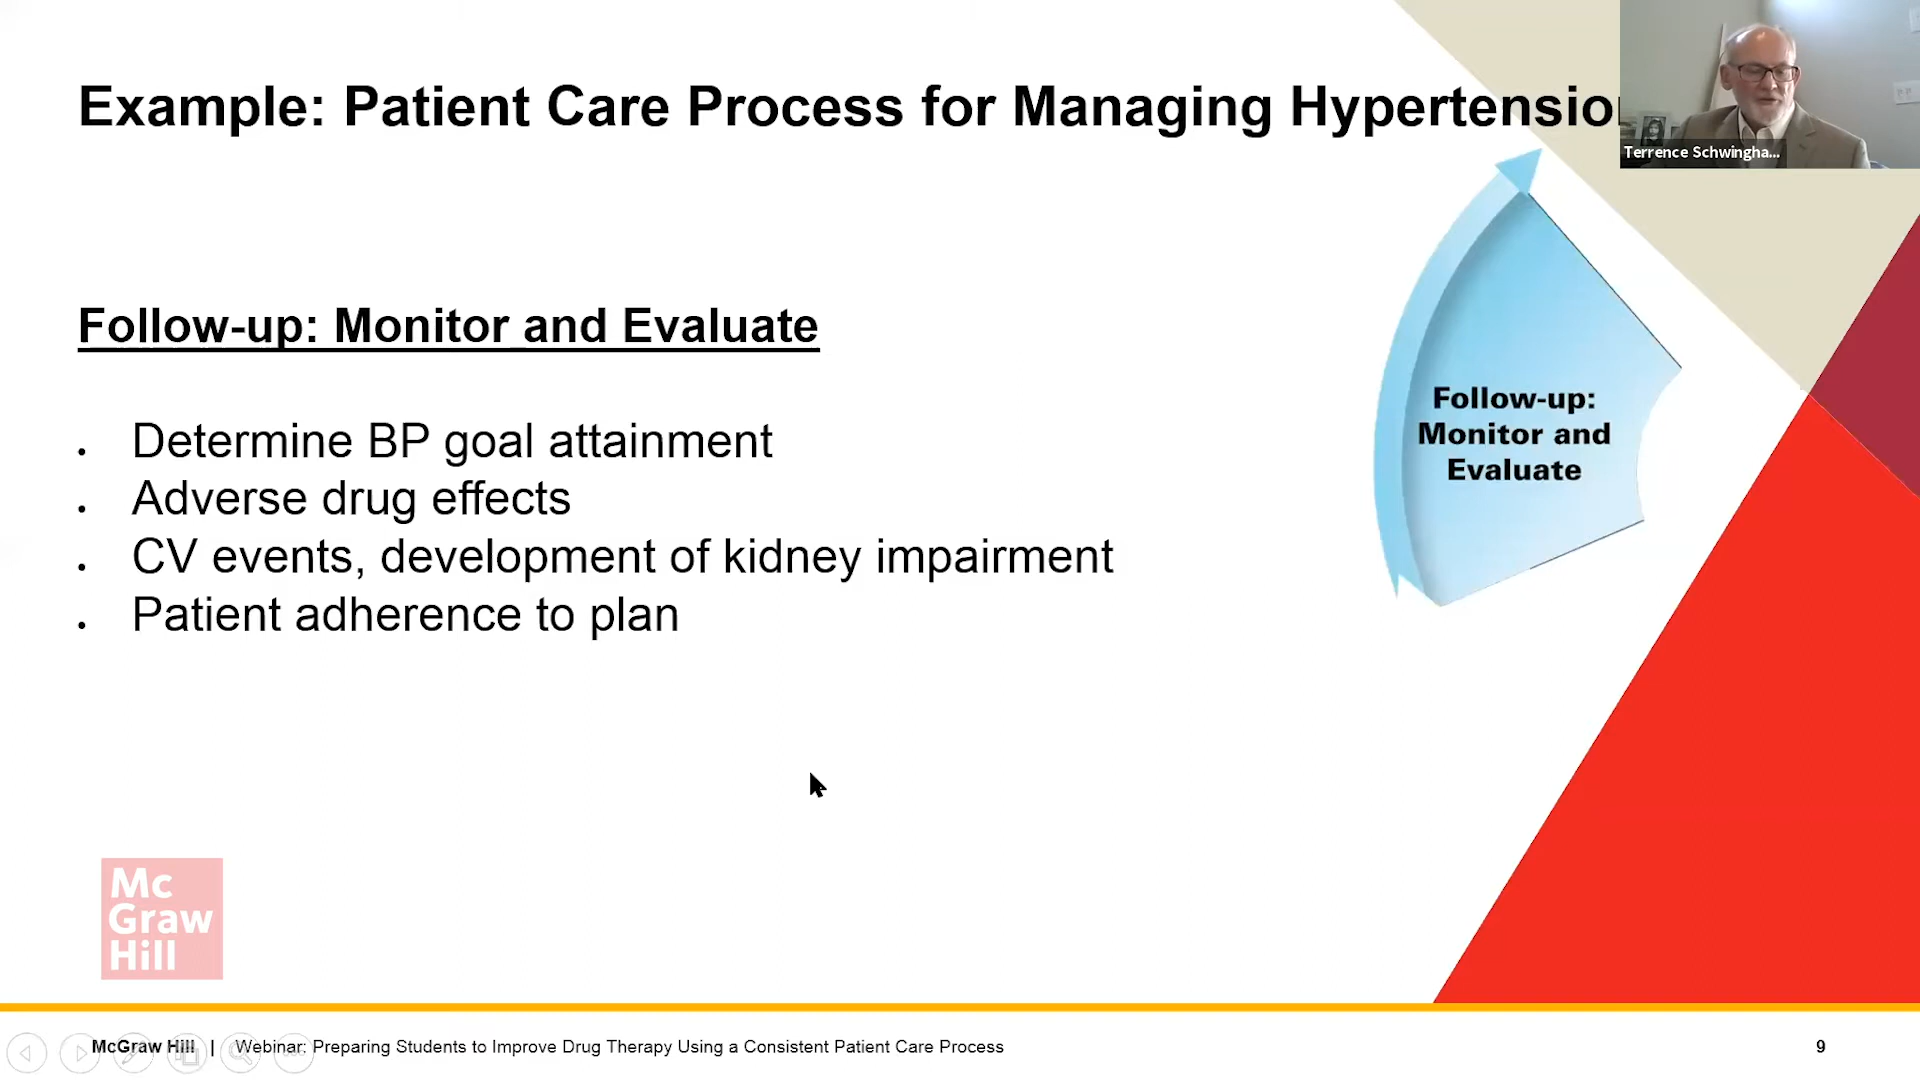 Example: Patient Care Process for Managing Hypertensio
Terrence Schwingha...
Follow-up: Monitor and Evaluate
Determine BP goal attainment
Adverse drug effects
CV events, development of kidney impairment
Patient adherence to plan
Follow-up:
Monitor and
Evaluate
Mc
Graw
Hill
McGraw Hill | Webinar: Preparing Students to Improve Drug Therapy Using a Consistent Patient Care Process
9